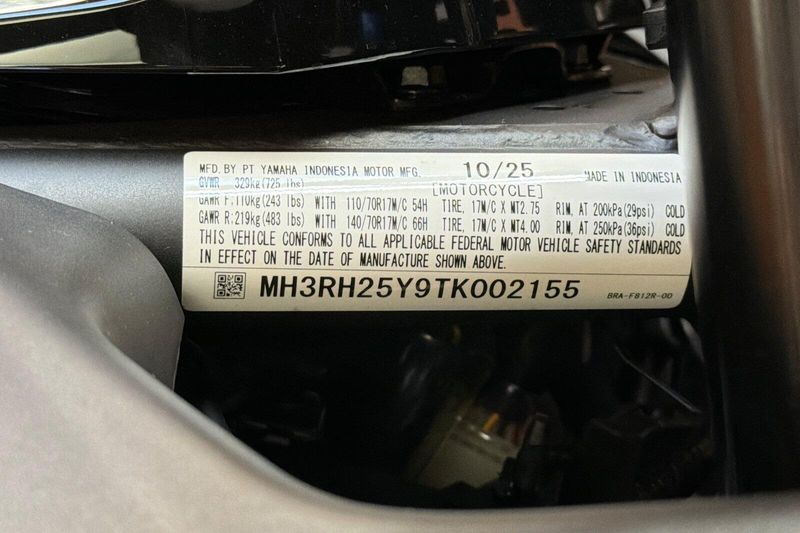 MFD. BY PT YAMAHA INDONESIA MOTOR MFG. 10/25 MADE IN INDONESIA
GVWR 329kg(725 lbs) [MOTORCYCLE]
GAWR F:110kg(243 lbs) WITH 110/70R17M/C 54H TIRE, 17M/C X MT2.75 RIM, AT 200kPa(29psi) COLD
GAWR R:219kg(483 lbs) WITH 140/70R17M/C 66H TIRE, 17M/C X MT4.00 RIM, AT 250kPa(36psi) COLD
THIS VEHICLE CONFORMS TO ALL APPLICABLE FEDERAL MOTOR VEHICLE SAFETY STANDARDS
IN EFFECT ON THE DATE OF MANUFACTURE SHOWN ABOVE.
MH3RH25Y9TK002155 BRA-F812R-00